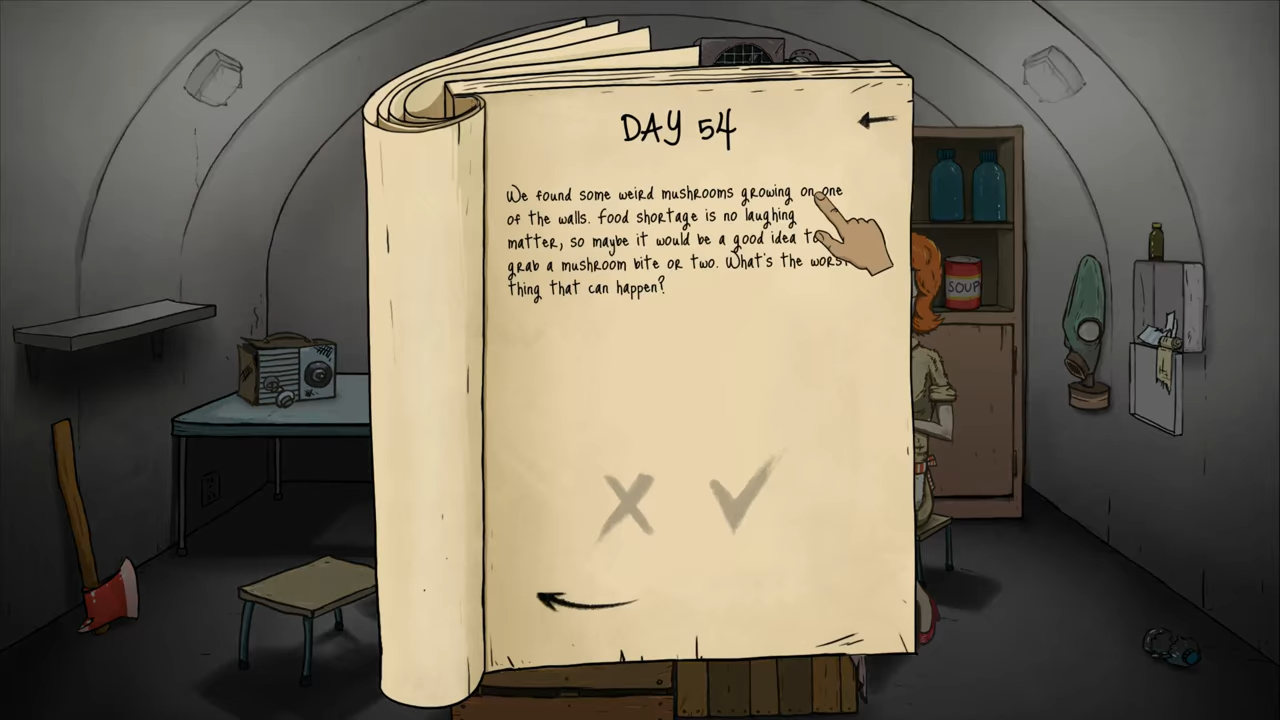 DAY 54
We found some weird mushrooms growing on one
of the walls. Food shortage is no laughing
matter, so maybe it would be a good idea to
grab a mushroom bite or two. What's the worst
thing that can happen?
SOUP